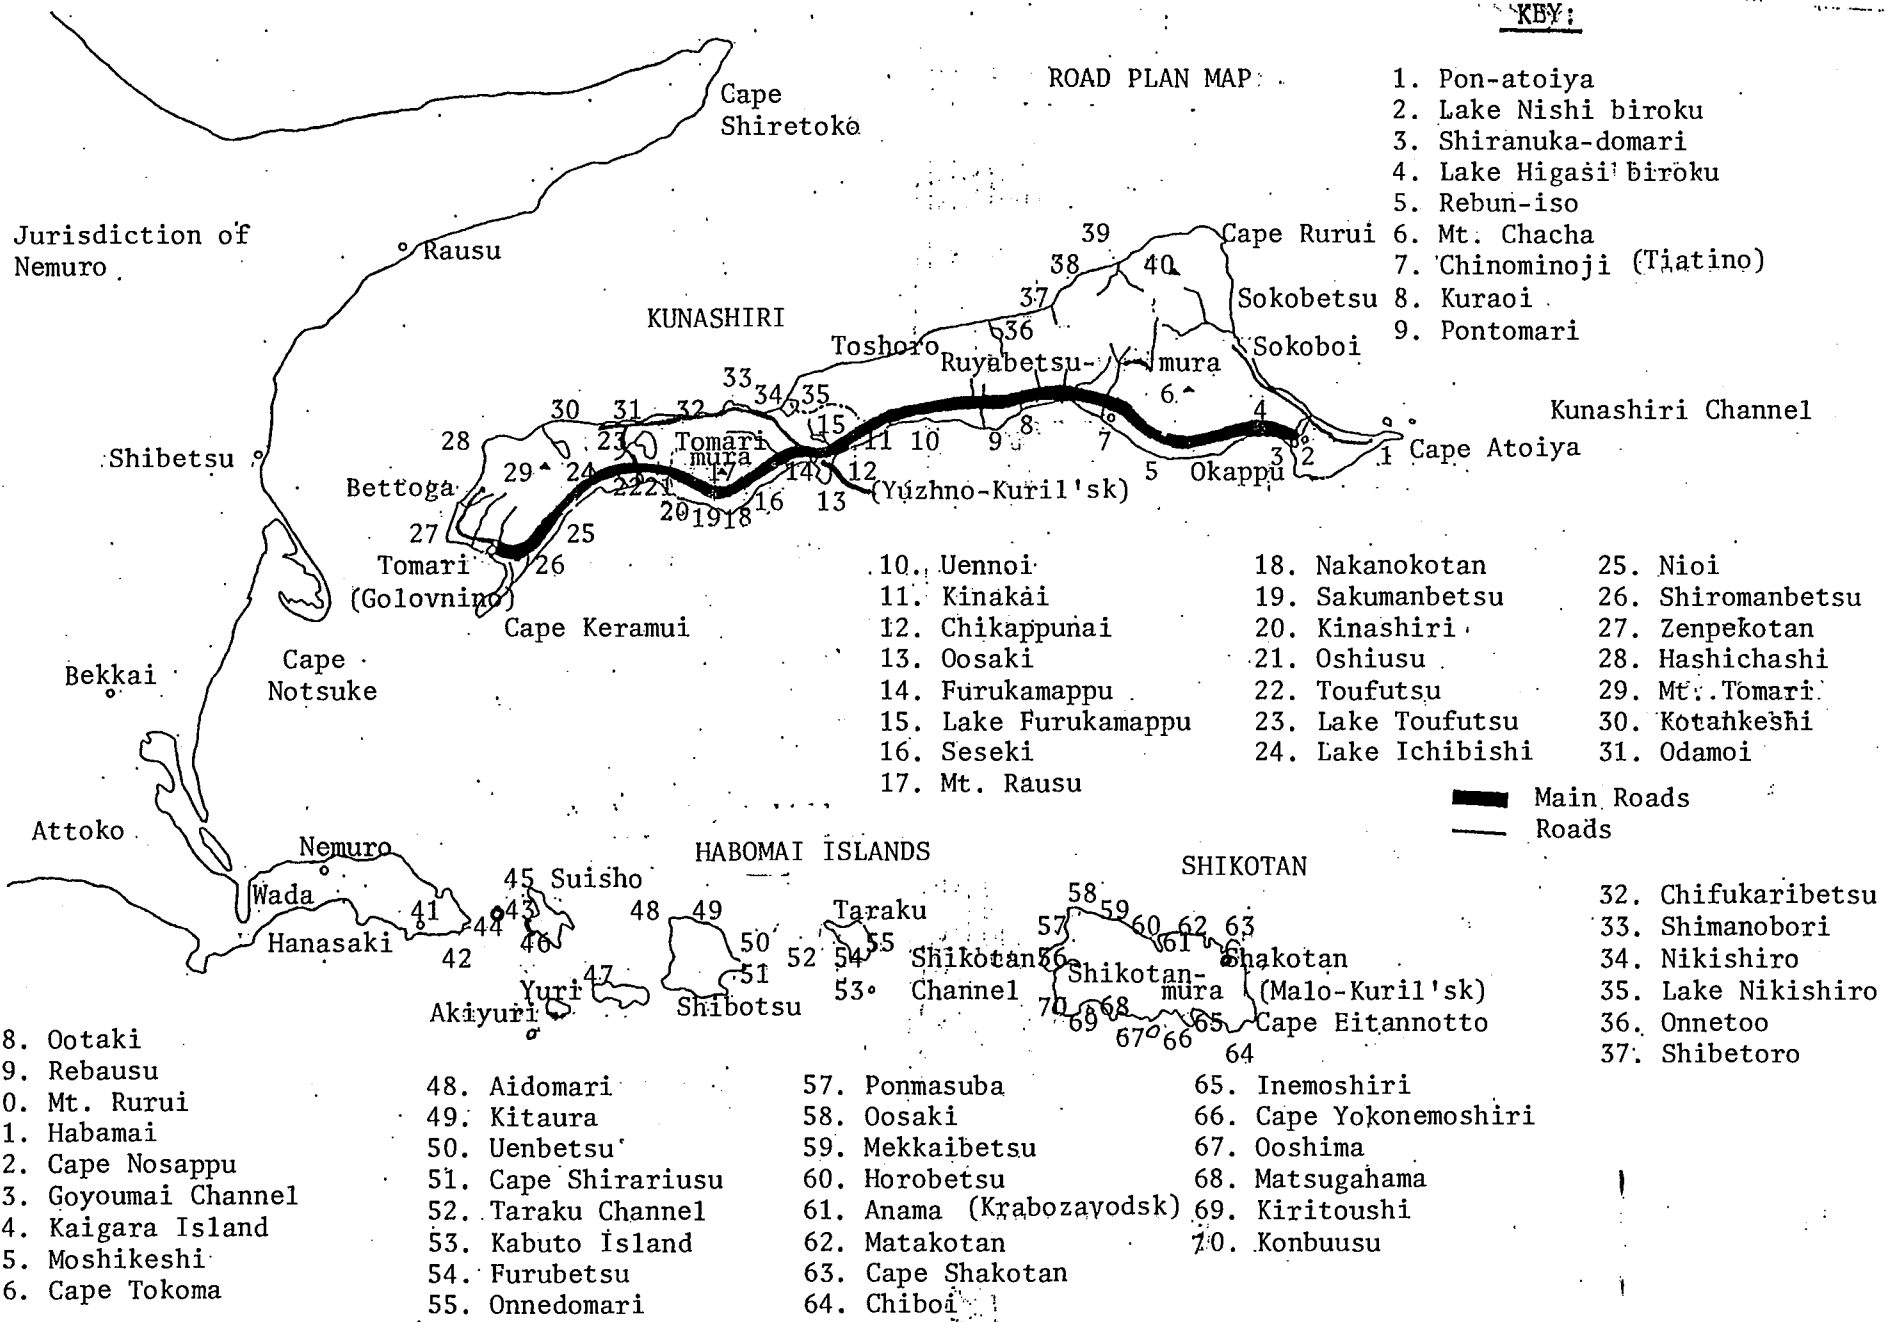 KEY:
ROAD PLAN MAP
1. Pon-atoiya
2. Lake Nishi biroku
3. Shiranuka-domari
4. Lake Higasi biroku
5. Rebun-iso
6. Mt. Chacha
7. Chinominoji (Tiatino)
8. Kuraoi
9. Pontomari
Cape
Shiretoko
Jurisdiction of
Nemuro
Rausu
KUNASHIRI
39
Cape Rurui
38
40
37
Sokobetsu
36
Toshoro
Ruyabetsu-
mura
Sokoboi
33
34
35
6
30
31
32
15
4
Kunashiri Channel
28
23
Tomari
mura
11
10
9
8
7
3
2
1
Cape Atoiya
Shibetsu
29
24
17
14
12
5
Okappu
Bettoga
22
21
16
13
(Yuzhno-Kuril'sk)
20
19
18
27
25
Tomari
(Golovnino)
26
Cape Keramui
Cape
Notsuke
Bekkai
10. Uennoi
11. Kinakai
12. Chikappunai
13. Oosaki
14. Furukamappu
15. Lake Furukamappu
16. Seseki
17. Mt. Rausu
18. Nakanokotan
19. Sakumanbetsu
20. Kinashiri
21. Oshiusu
22. Toufutsu
23. Lake Toufutsu
24. Lake Ichibishi
25. Nioi
26. Shiromanbetsu
27. Zenpekotan
28. Hashichashi
29. Mt. Tomari
30. Kotankeshi
31. Odamoi
Main Roads
Roads
Attoko
Nemuro
HABOMAI ISLANDS
SHIKOTAN
Wada
45
Suisho
41
43
44
48
49
Taraku
58
59
57
60
62
63
Hanasaki
42
46
50
52
54
55
Shikotan
Channel
56
61
Shakotan
(Malo-Kuril'sk)
47
51
53
Shikotan-
mura
Yuri
Akiyuri
Shibotsu
70
69
68
67
66
65
Cape Eitannotto
64
32. Chifukaribetsu
33. Shimanobori
34. Nikishiro
35. Lake Nikishiro
36. Onnetoo
37. Shibetoro
8. Ootaki
9. Rebausu
0. Mt. Rurui
1. Habamai
2. Cape Nosappu
3. Goyoumai Channel
4. Kaigara Island
5. Moshikeshi
6. Cape Tokoma
48. Aidomari
49. Kitaura
50. Uenbetsu
51. Cape Shirariusu
52. Taraku Channel
53. Kabuto Island
54. Furubetsu
55. Onnedomari
57. Ponmasuba
58. Oosaki
59. Mekkaibetsu
60. Horobetsu
61. Anama (Krabozavodsk)
62. Matakotan
63. Cape Shakotan
64. Chiboi
65. Inemoshiri
66. Cape Yokonemoshiri
67. Ooshima
68. Matsugahama
69. Kiritoushi
70. Konbuusu